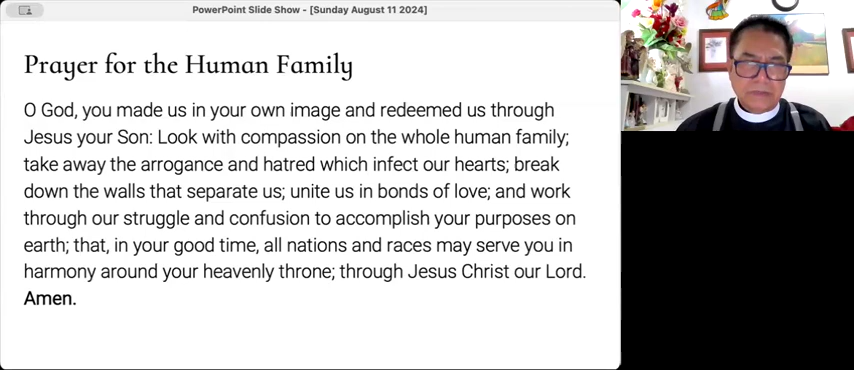 PowerPoint Slide Show - [Sunday August 11 2024]
Prayer for the Human Family
O God, you made us in your own image and redeemed us through
Jesus your Son: Look with compassion on the whole human family;
take away the arrogance and hatred which infect our hearts; break
down the walls that separate us; unite us in bonds of love; and work
through our struggle and confusion to accomplish your purposes on
earth; that, in your good time, all nations and races may serve you in
harmony around your heavenly throne; through Jesus Christ our Lord.
Amen.